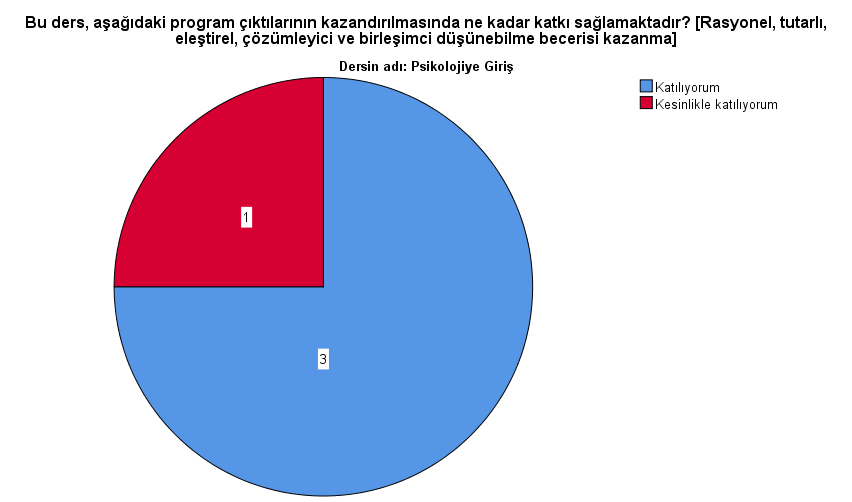 Bu ders, aşağıdaki program çıktılarının kazandırılmasında ne kadar katkı sağlamaktadır? [Rasyonel, tutarlı,
eleştirel, çözümleyici ve birleşimci düşünebilme becerisi kazanma]
Dersin adı: Psikolojiye Giriş
Katılıyorum
Kesinlikle katılıyorum
1
3